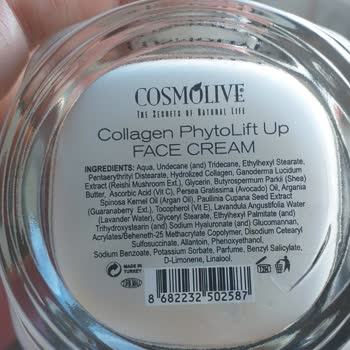 COSMOLIVE
THE SECRETS OF NATURAL LIFE
Collagen PhytoLift Up
FACE CREAM
INGREDIENTS: Aqua, Undecane (and) Tridecane, Ethylhexyl Stearate,
Pentaerythrityl Distearate, Hydrolized Collagen, Ganoderma Lucidum
Extract (Reishi Mushroom Ext.), Glycerin, Butyrospermum Parkii (Shea)
Butter, Ascorbic Acid (Vit C), Persea Gratissima (Avocado) Oil, Argania
Spinosa Kernel Oil (Argan Oil), Paullinia Cupana Seed Extract
(Guaranaberry Ext.), Tocopherol (Vit E), Lavandula Angustifolia Water
(Lavander Water), Glyceryl Stearate, Ethylhexyl Palmitate (and)
Trihydroxystearin (and) Sodium Hyaluronate (and) Glucomannan,
Acrylates/Beheneth-25 Methacrylate Copolymer, Disodium Cetearyl
Sulfosuccinate, Allantoin, Phenoxyethanol,
Sodium Benzoate, Potassium Sorbate, Parfume, Benzyl Salicylate,
D-Limonene, Linalool.
MADE IN
TURKEY
12M
8 682232 502587